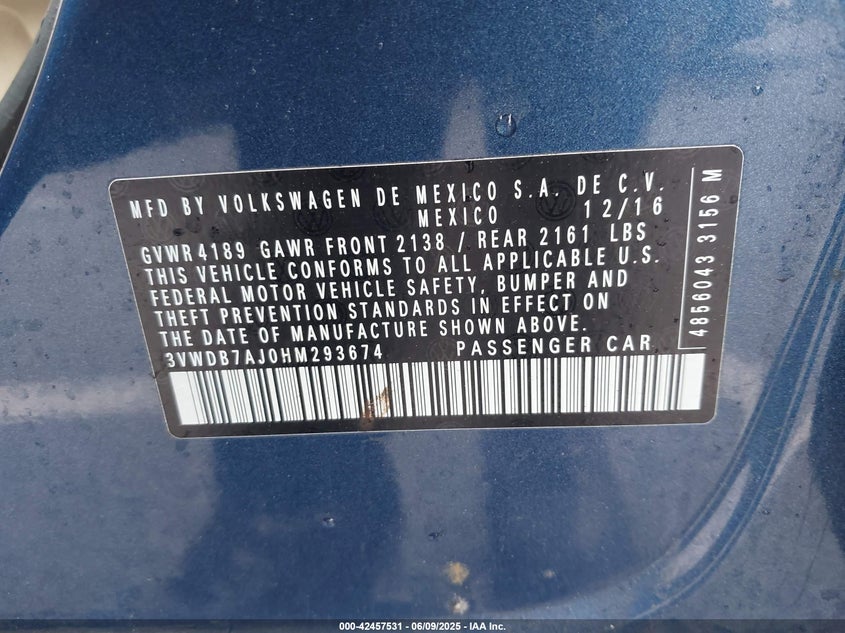 MFD BY VOLKSWAGEN DE MEXICO S.A. DE C.V.
MEXICO 12/16
GVWR 4189 GAWR FRONT 2138 / REAR 2161 LBS
THIS VEHICLE CONFORMS TO ALL APPLICABLE U.S.
FEDERAL MOTOR VEHICLE SAFETY, BUMPER AND
THEFT PREVENTION STANDARDS IN EFFECT ON
THE DATE OF MANUFACTURE SHOWN ABOVE.
3VWDB7AJ0HM293674 PASSENGER CAR
4856043 3156 M
000-42457531 - 06/09/2025 - IAA Inc.